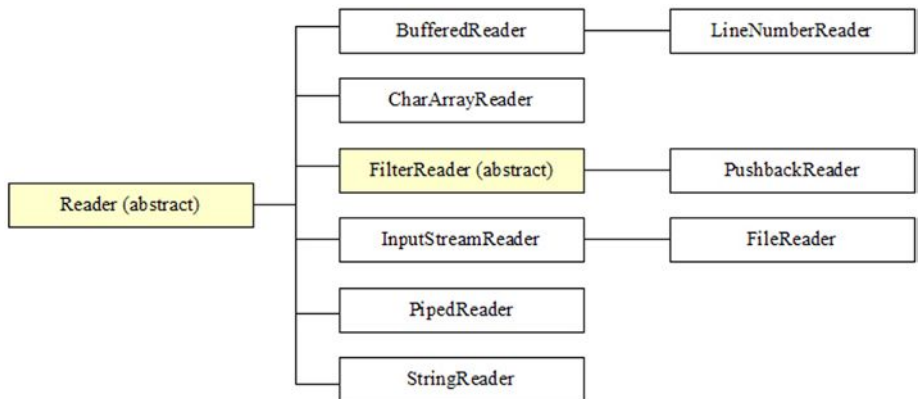 BufferedReader
LineNumberReader
CharArrayReader
FilterReader (abstract)
PushbackReader
Reader (abstract)
InputStreamReader
FileReader
PipedReader
StringReader